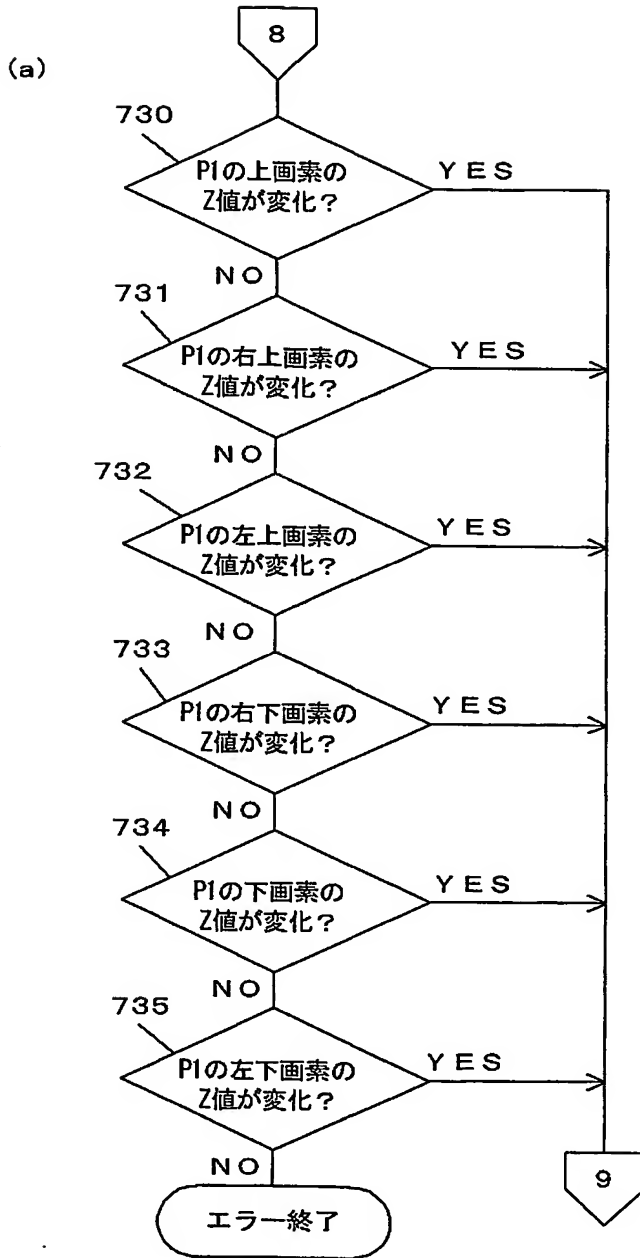 8
(a)
730
P1の上画素の
Z値が変化？
YES
NO
731
P1の右上画素の
Z値が変化？
YES
NO
732
P1の左上画素の
Z値が変化？
YES
NO
733
P1の右下画素の
Z値が変化？
YES
NO
734
P1の下画素の
Z値が変化？
YES
NO
735
P1の左下画素の
Z値が変化？
YES
NO
エラー終了
9